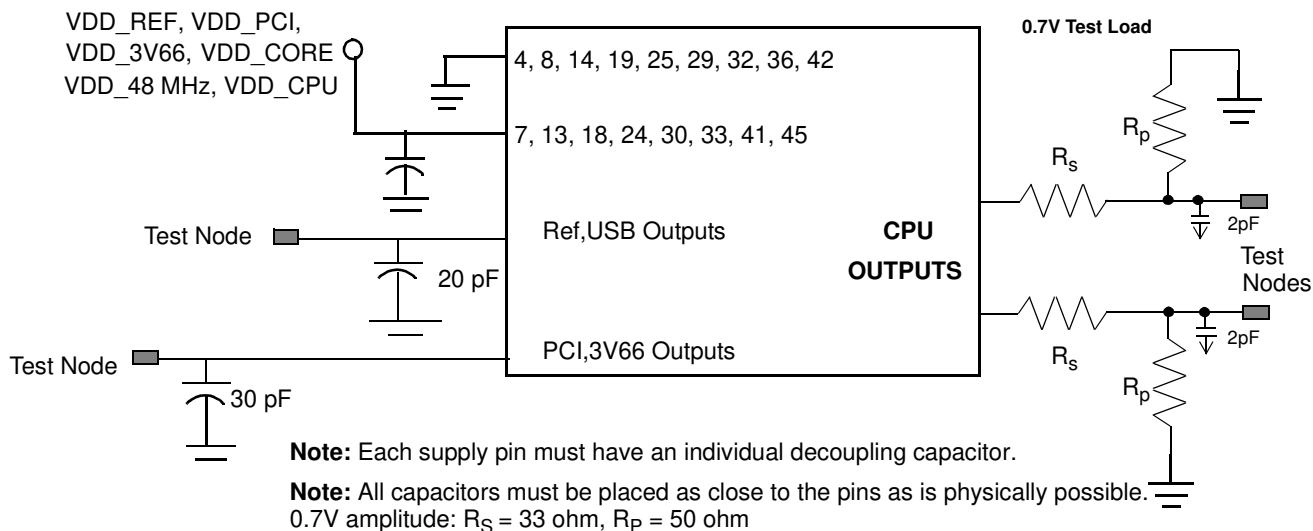 VDD_REF, VDD_PCI,
VDD_3V66, VDD_CORE
VDD_48 MHz, VDD_CPU
0.7V Test Load
4, 8, 14, 19, 25, 29, 32, 36, 42
7, 13, 18, 24, 30, 33, 41, 45
Rp
Rs
Test Node
Ref,USB Outputs
CPU
OUTPUTS
2pF
20 pF
Test
Nodes
Test Node
PCI,3V66 Outputs
Rs
2pF
Rp
30 pF
Note: Each supply pin must have an individual decoupling capacitor.
Note: All capacitors must be placed as close to the pins as is physically possible.
0.7V amplitude: RS = 33 ohm, RP = 50 ohm